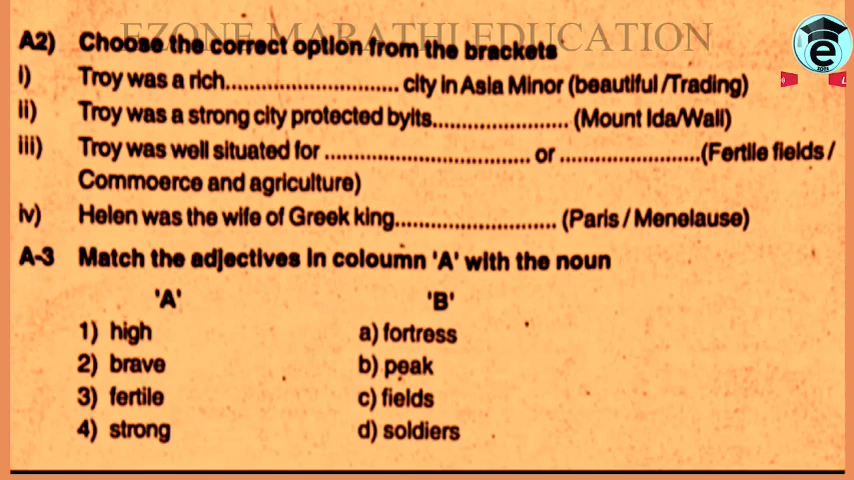 EZONE MARATHI EDUCATION
A2) Choose the correct option from the brackets
e
i) Troy was a rich............................ city in Asia Minor (beautiful /Trading)
ii) Troy was a strong city protected byits...................... (Mount Ida/Wall)
iii) Troy was well situated for ................................. or .......................(Fertile fields /
Commoerce and agriculture)
iv) Helen was the wife of Greek king.......................... (Paris / Menelause)
A-3 Match the adjectives in coloumn 'A' with the noun
'A' 'B'
1) high a) fortress
2) brave b) peak
3) fertile c) fields
4) strong d) soldiers